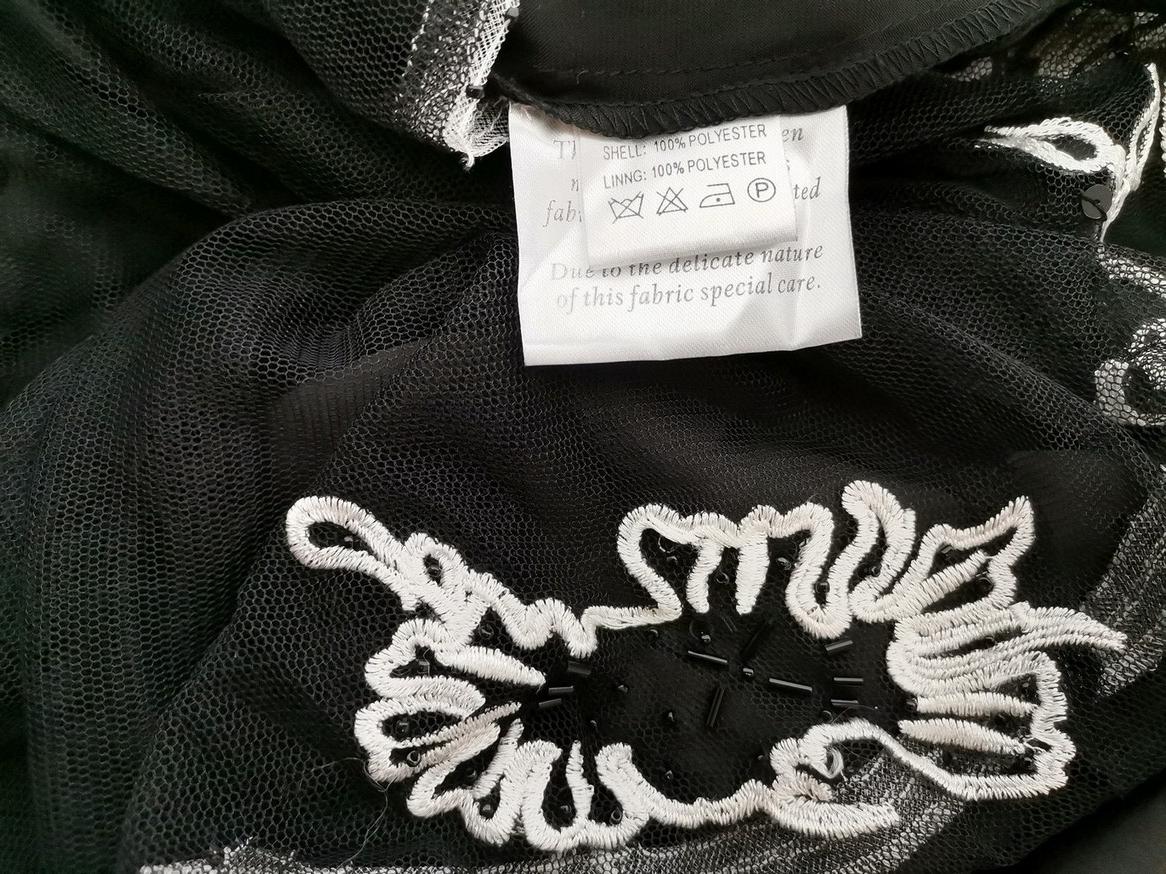 SHELL: 100% POLYESTER
LINNG: 100% POLYESTER
P
Due to the delicate nature
of this fabric special care.